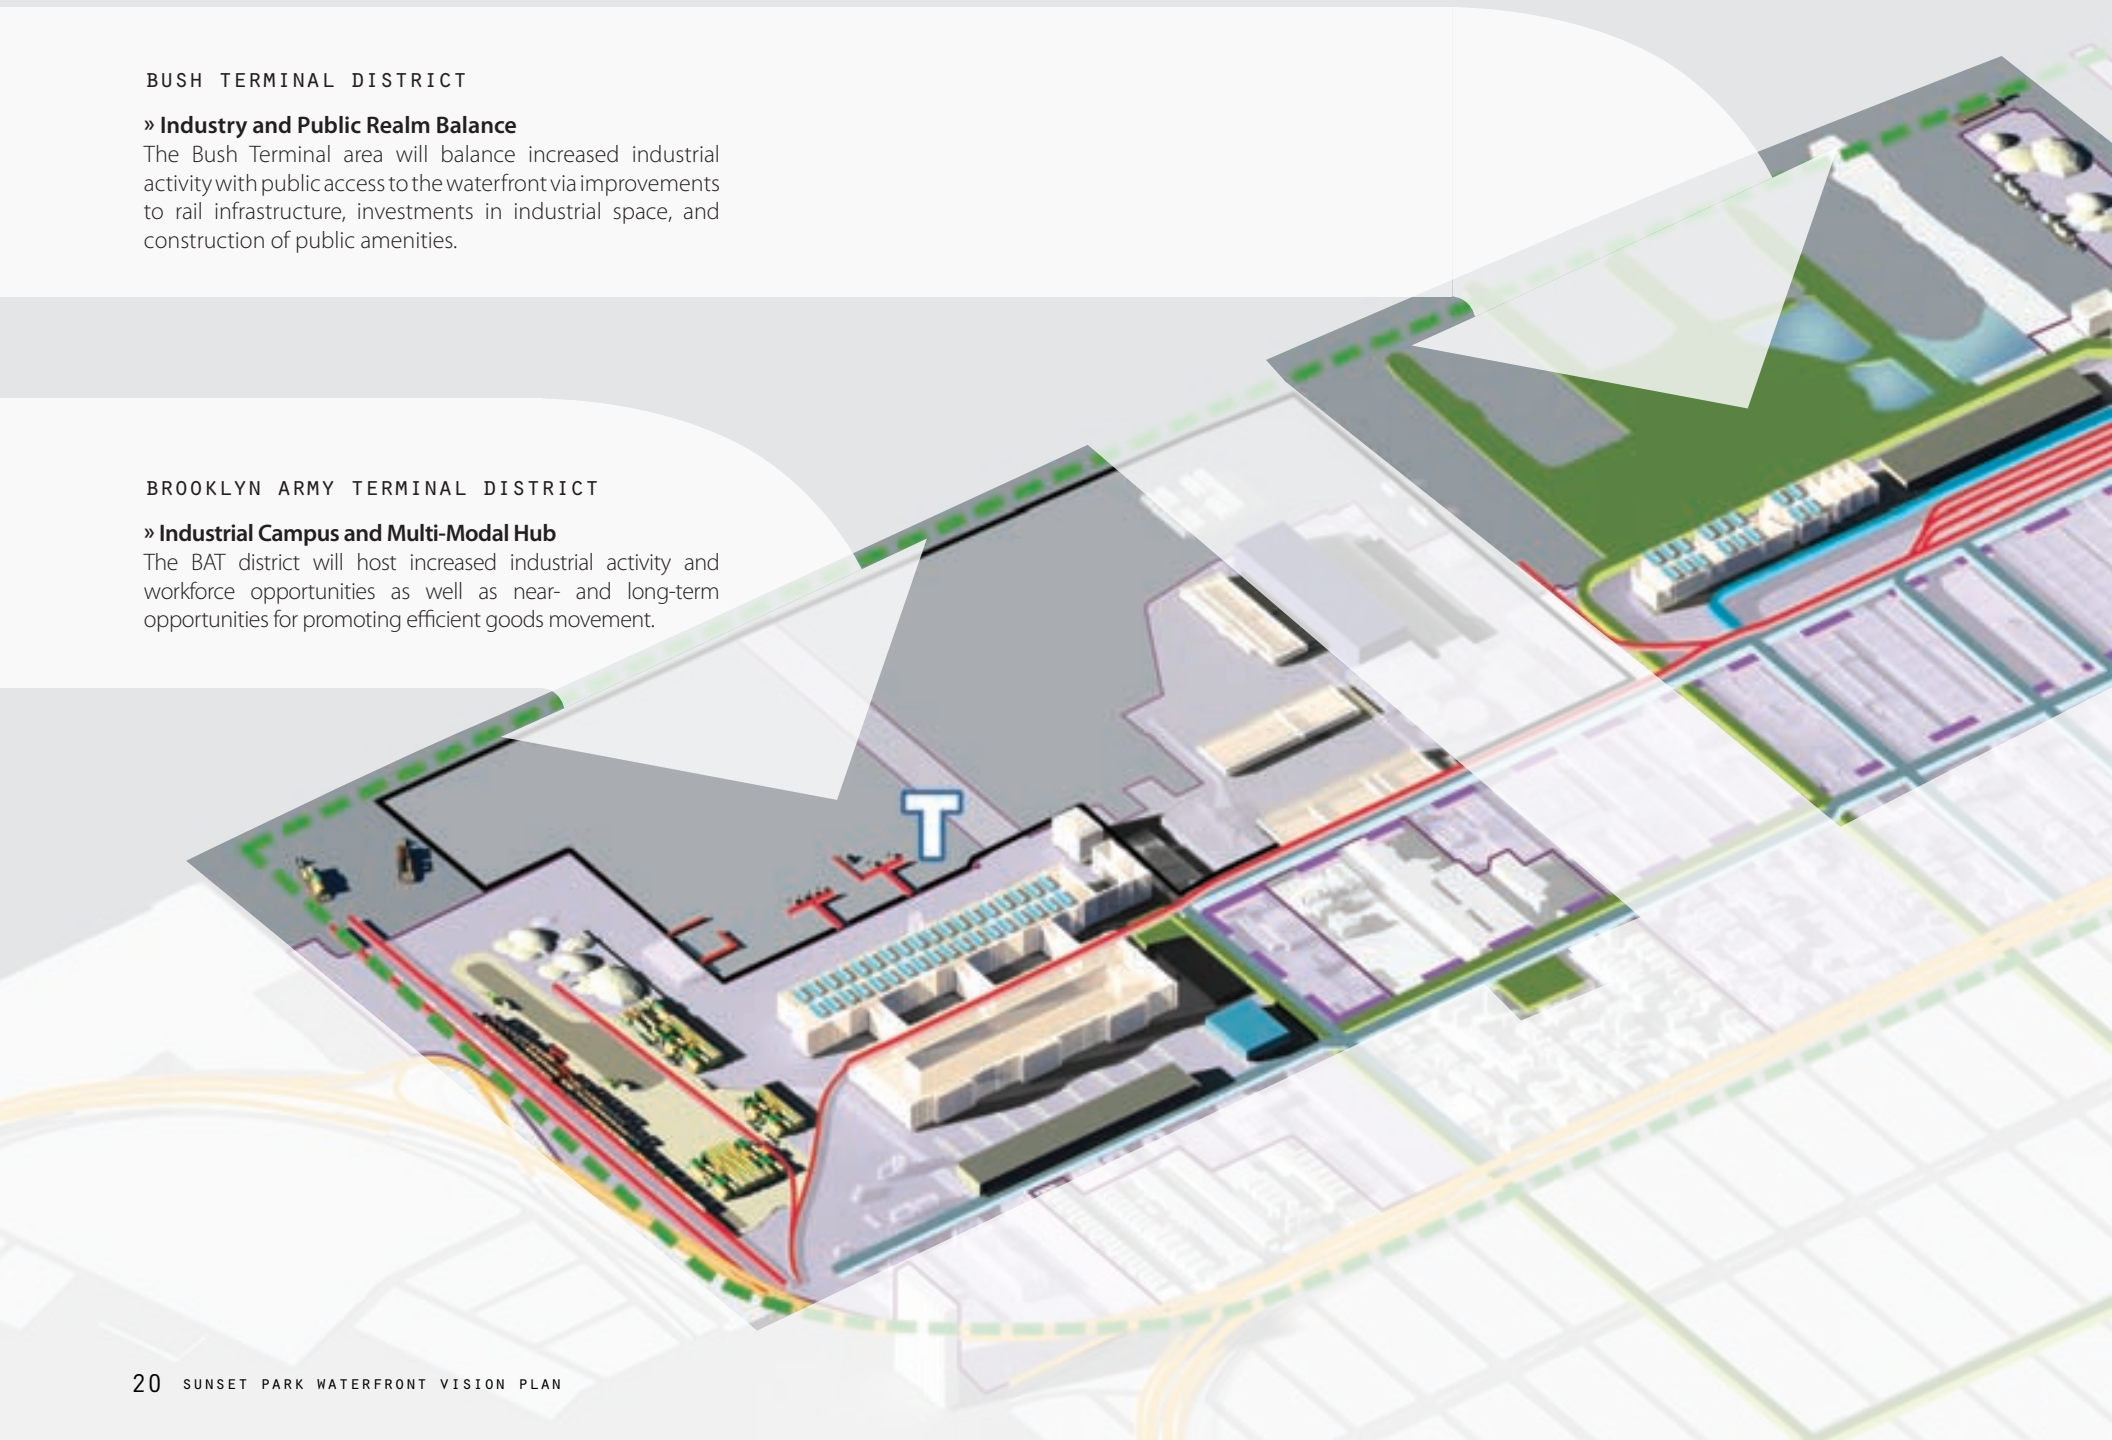 BUSH TERMINAL DISTRICT
» Industry and Public Realm Balance
The Bush Terminal area will balance increased industrial
activity with public access to the waterfront via improvements
to rail infrastructure, investments in industrial space, and
construction of public amenities.
BROOKLYN ARMY TERMINAL DISTRICT
» Industrial Campus and Multi-Modal Hub
The BAT district will host increased industrial activity and
workforce opportunities as well as near- and long-term
opportunities for promoting efficient goods movement.
T
20 SUNSET PARK WATERFRONT VISION PLAN